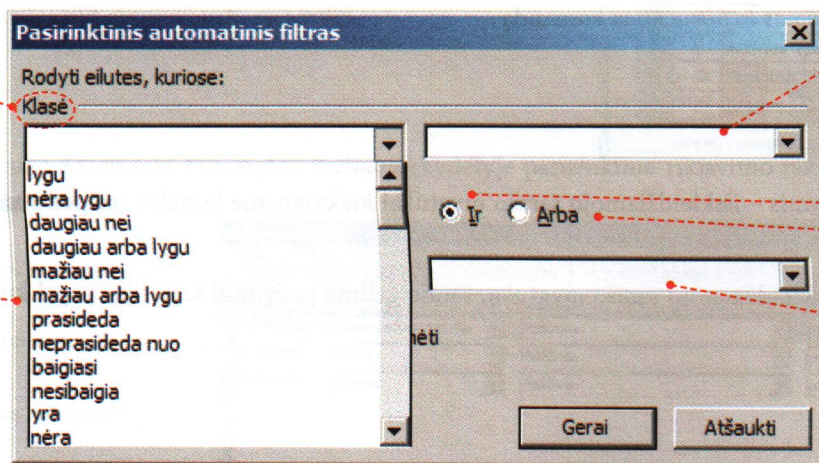 Pasirinktinis automatinis filtras
Rodyti eilutes, kuriose:
Klasė
lygu
nėra lygu
daugiau nei
daugiau arba lygu
mažiau nei
mažiau arba lygu
prasideda
neprasideda nuo
baigiasi
nesibaigia
yra
nėra
Ir Arba
ėti
Gerai Atšaukti